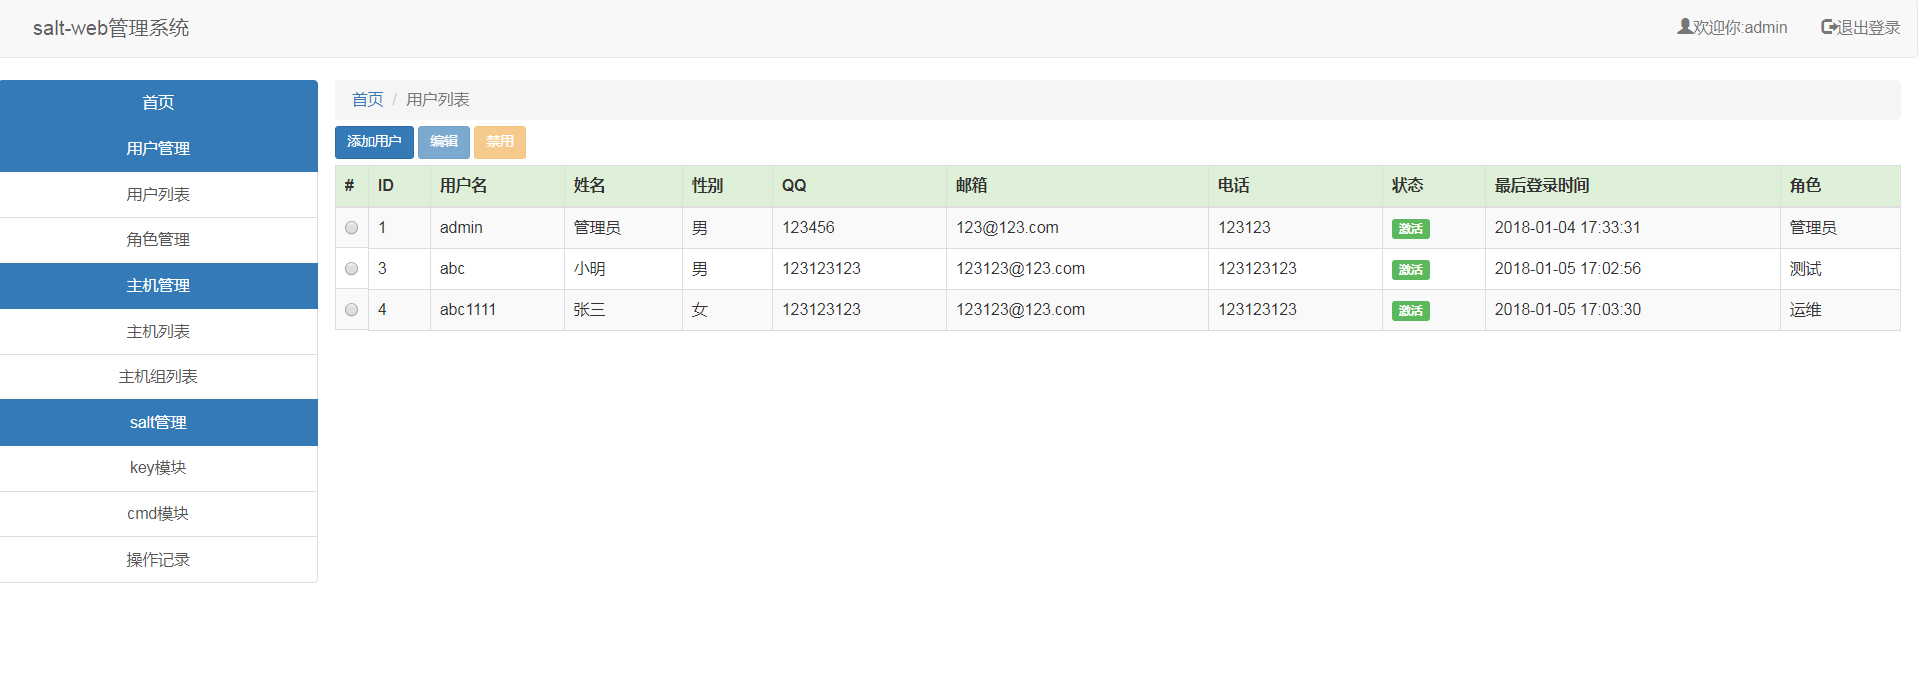 salt-web管理系统
欢迎你:admin 退出登录
首页
用户管理
用户列表
角色管理
主机管理
主机列表
主机组列表
salt管理
key模块
cmd模块
操作记录
首页 / 用户列表
添加用户 编辑 禁用
# ID 用户名 姓名 性别 QQ 邮箱 电话 状态 最后登录时间 角色
1 admin 管理员 男 123456 123@123.com 123123 激活 2018-01-04 17:33:31 管理员
3 abc 小明 男 123123123 123123@123.com 123123123 激活 2018-01-05 17:02:56 测试
4 abc1111 张三 女 123123123 123123@123.com 123123123 激活 2018-01-05 17:03:30 运维